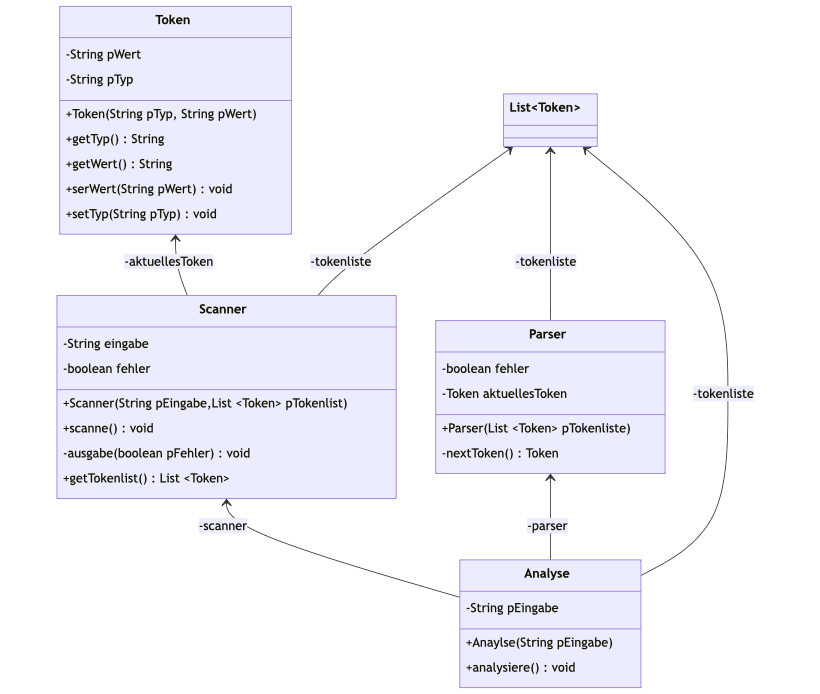 Token
-String pWert
-String pTyp
+Token(String pTyp, String pWert)
+getTyp() : String
+getWert() : String
+serWert(String pWert) : void
+setTyp(String pTyp) : void
List<Token>
-aktuellesToken
-tokenliste
-tokenliste
Scanner
-String eingabe
-boolean fehler
+Scanner(String pEingabe,List <Token> pTokenlist)
+scanne() : void
-ausgabe(boolean pFehler) : void
+getTokenlist() : List <Token>
Parser
-boolean fehler
-Token aktuellesToken
+Parser(List <Token> pTokenliste)
-nextToken() : Token
-tokenliste
-scanner
-parser
Analyse
-String pEingabe
+Anaylse(String pEingabe)
+analysiere() : void